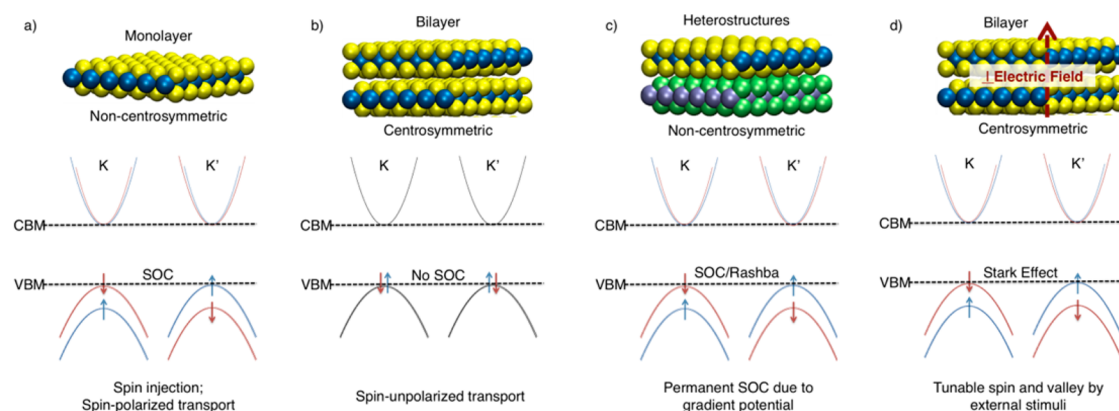 a)
Monolayer
Non-centrosymmetric
K
K'
CBM
VBM
SOC
Spin injection;
Spin-polarized transport
b)
Bilayer
Centrosymmetric
K
K'
CBM
VBM
No SOC
Spin-unpolarized transport
c)
Heterostructures
Non-centrosymmetric
K
K'
CBM
VBM
SOC/Rashba
Permanent SOC due to
gradient potential
d)
Bilayer
⊥ Electric Field
Centrosymmetric
K
K'
CBM
VBM
Stark Effect
Tunable spin and valley by
external stimuli